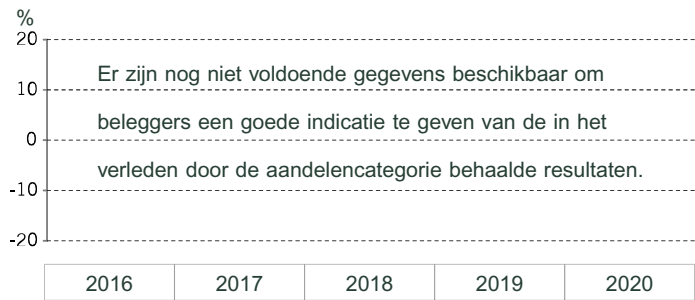 %
20
10
0
-10
-20
Er zijn nog niet voldoende gegevens beschikbaar om
beleggers een goede indicatie te geven van de in het
verleden door de aandelencategorie behaalde resultaten.
2016 2017 2018 2019 2020